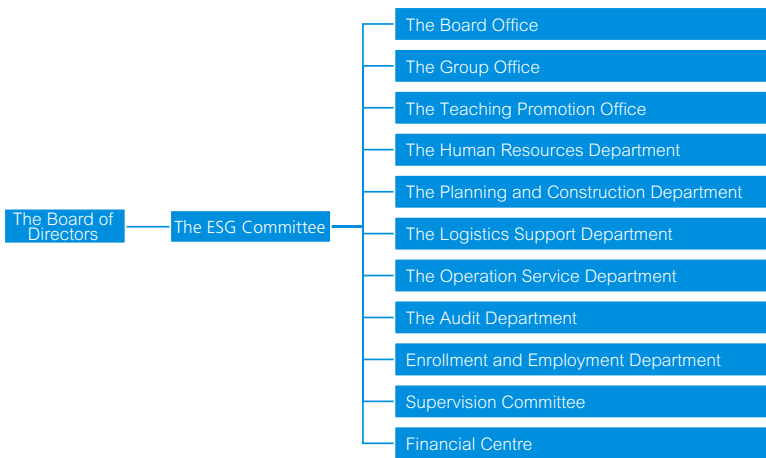 The Board of
Directors
The ESG Committee
The Board Office
The Group Office
The Teaching Promotion Office
The Human Resources Department
The Planning and Construction Department
The Logistics Support Department
The Operation Service Department
The Audit Department
Enrollment and Employment Department
Supervision Committee
Financial Centre